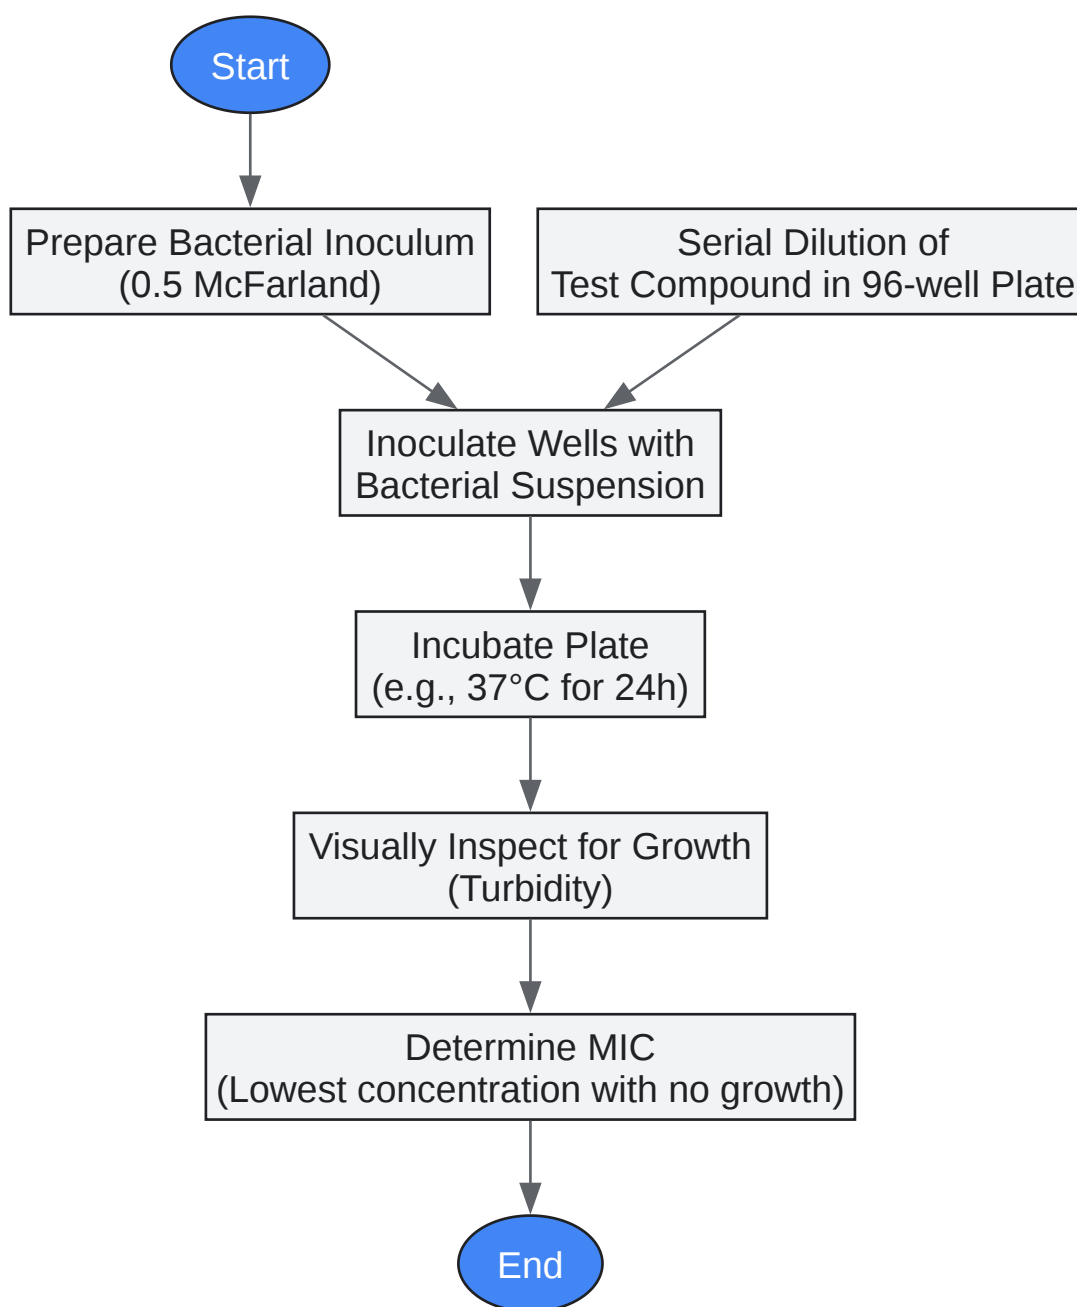 Start
Prepare Bacterial Inoculum
(0.5 McFarland)
Serial Dilution of
Test Compound in 96-well Plate
Inoculate Wells with
Bacterial Suspension
Incubate Plate
(e.g., 37°C for 24h)
Visually Inspect for Growth
(Turbidity)
Determine MIC
(Lowest concentration with no growth)
End